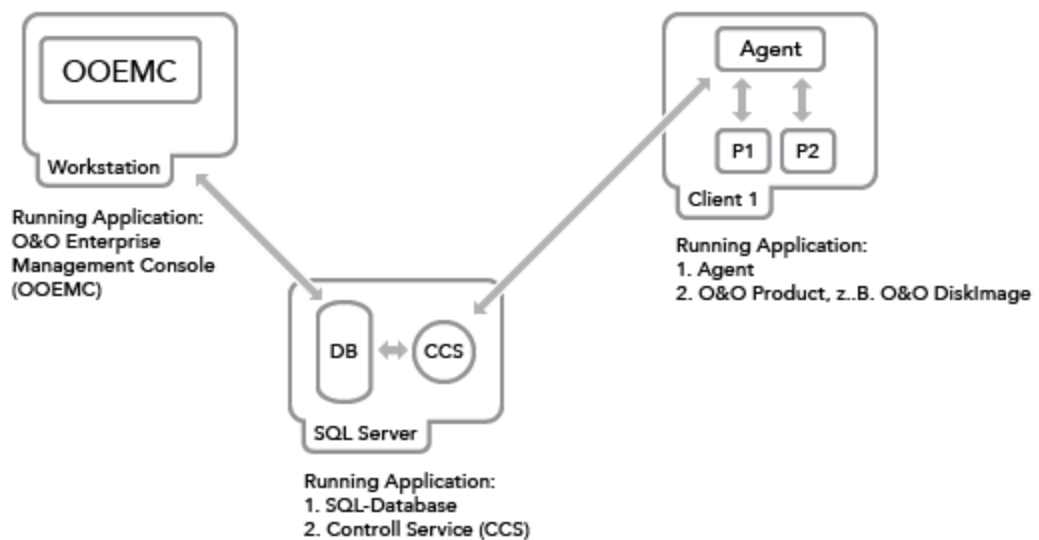 OOEMC
Workstation
Running Application:
O&O Enterprise
Management Console
(OOEMC)
Agent
P1
P2
Client 1
Running Application:
1. Agent
2. O&O Product, z..B. O&O DiskImage
DB
CCS
SQL Server
Running Application:
1. SQL-Database
2. Controll Service (CCS)